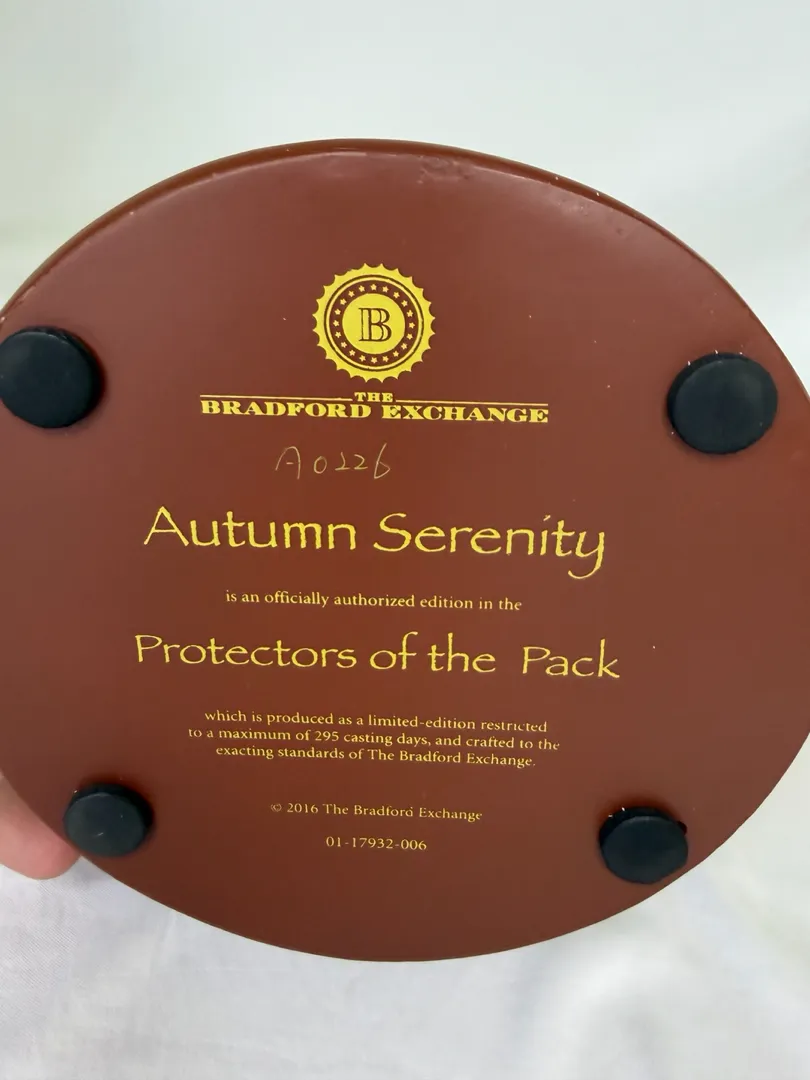 B
THE
BRADFORD EXCHANGE
A0226
Autumn Serenity
is an officially authorized edition in the
Protectors of the Pack
which is produced as a limited-edition restricted
to a maximum of 295 casting days, and crafted to the
exacting standards of The Bradford Exchange.
© 2016 The Bradford Exchange
01-17932-006